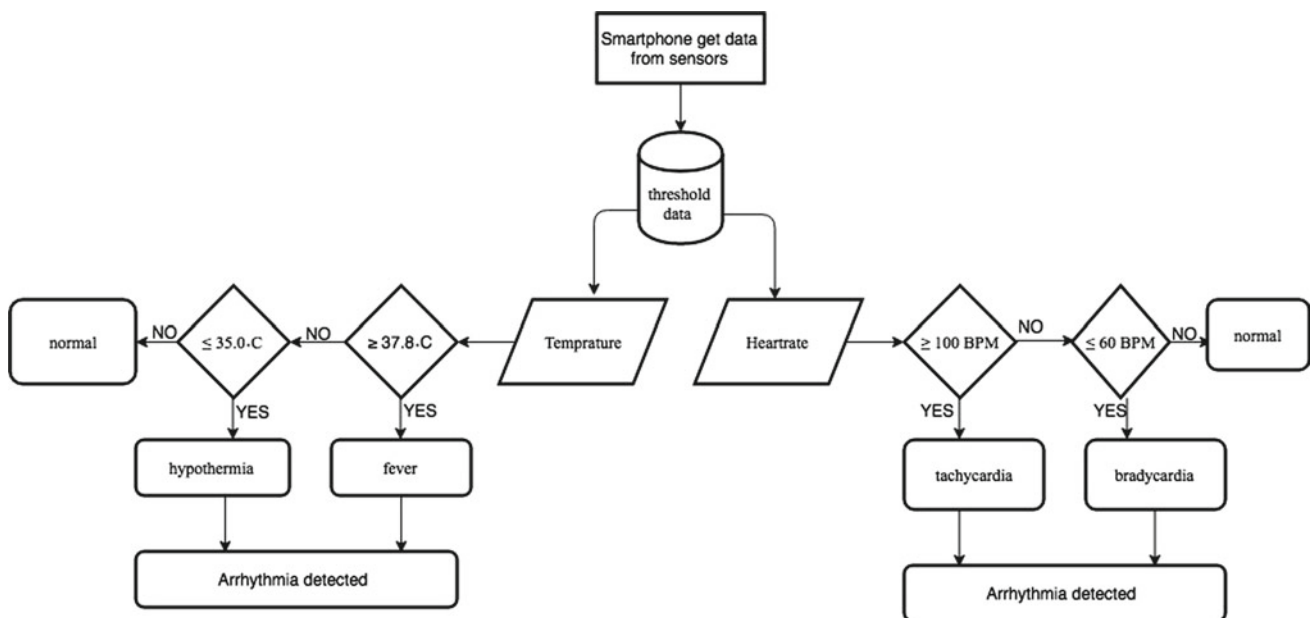 Smartphone get data
from sensors
threshold
data
normal
NO
≤ 35.0·C
NO
≥ 37.8·C
Temprature
Heartrate
≥ 100 BPM
NO
≤ 60 BPM
NO
normal
YES
YES
YES
YES
hypothermia
fever
tachycardia
bradycardia
Arrhythmia detected
Arrhythmia detected